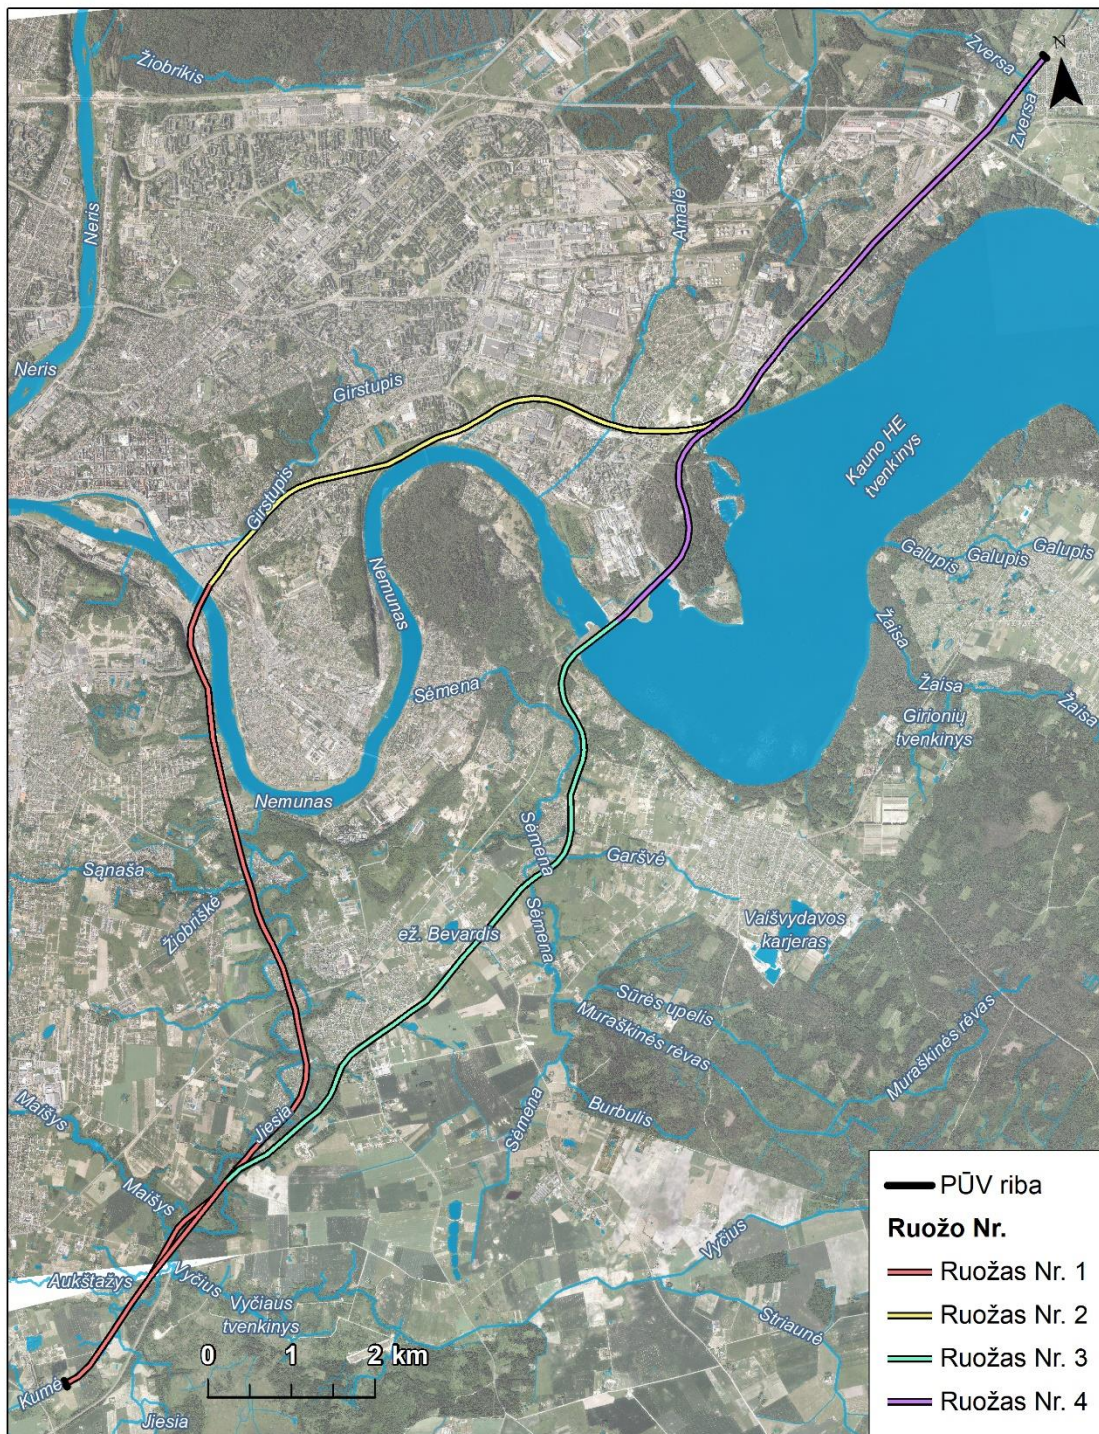 Žiobrikis
Žversa
N
Žversa
Neris
Amalė
Neris
Girstupis
Kauno HE
tvenkinys
Girstupis
Galupis
Galupis
Galupis
Nemunas
Žaisa
Sėmena
Žaisa
Žaisa
Girionių
tvenkinys
Nemunas
Sėmena
Garšvė
Sąnaša
Žiobriškė
Sėmena
ež. Bevardis
Vaišvydavos
karjeras
Sūrės upelis
Muraškinės rėvas
Muraškinės rėvas
Maišys
Jiesia
Sėmena
Burbulis
Maišys
Vyčius
Aukštažys
Vyčius
Vyčiaus
tvenkinys
Striaunė
0 1 2 km
Kumė
Jiesia
PŪV riba
Ruožo Nr.
Ruožas Nr. 1
Ruožas Nr. 2
Ruožas Nr. 3
Ruožas Nr. 4